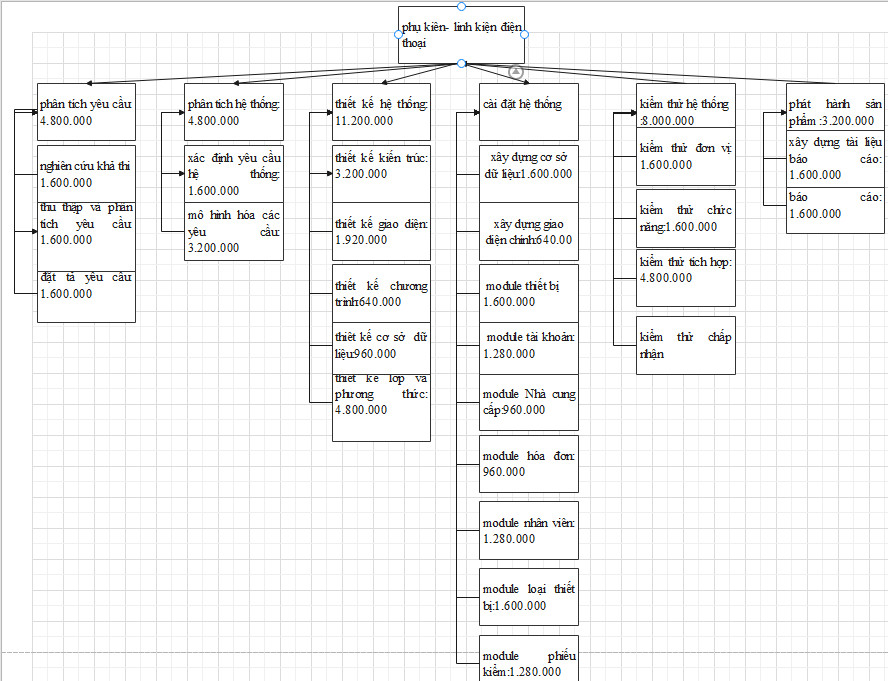 phụ kiên- linh kiện điện
thoại
phân tích yêu cầu:
4.800.000
nghiên cứu khả thi
1.600.000
thu thập và phân
tích yêu cầu:
1.600.000
đặt tả yêu câu:
1.600.000
phân tich hệ thống:
4.800.000
xác định yêu cầu
hệ thống:
1.600.000
mô hinh hóa các
yêu cầu:
3.200.000
thiết kế hệ thống:
11.200.000
thiết kế kiến trúc:
3.200.000
thiêt kế giao diện:
1.920.000
thiết kế chương
trình:640.000
thiêt kế cơ sở dữ
liệu:960.000
thiết kế lớp và
phương thức:
4.800.000
cài đặt hệ thống
xây dựng cơ sở
dữ liệu:1.600.000
xây dựng giao
diện chính:640.00
module thiết bị
1.600.000
module tài khoản:
1.280.000
module Nhà cung
cấp:960.000
module hóa đơn:
960.000
module nhân viên:
1.280.000
module loại thiết
bị:1.600.000
module phiếu
kiểm:1.280.000
kiểm thử hệ thống
:8.000.000
kiểm thử đơn vị:
1.600.000
kiểm thử chức
năng:1.600.000
kiểm thử tích hợp:
4.800.000
kiểm thử chấp
nhận
phát hành sản
phẩm :3.200.000
xây dựng tài liệu
báo cáo:
1.600.000
báo cáo:
1.600.000